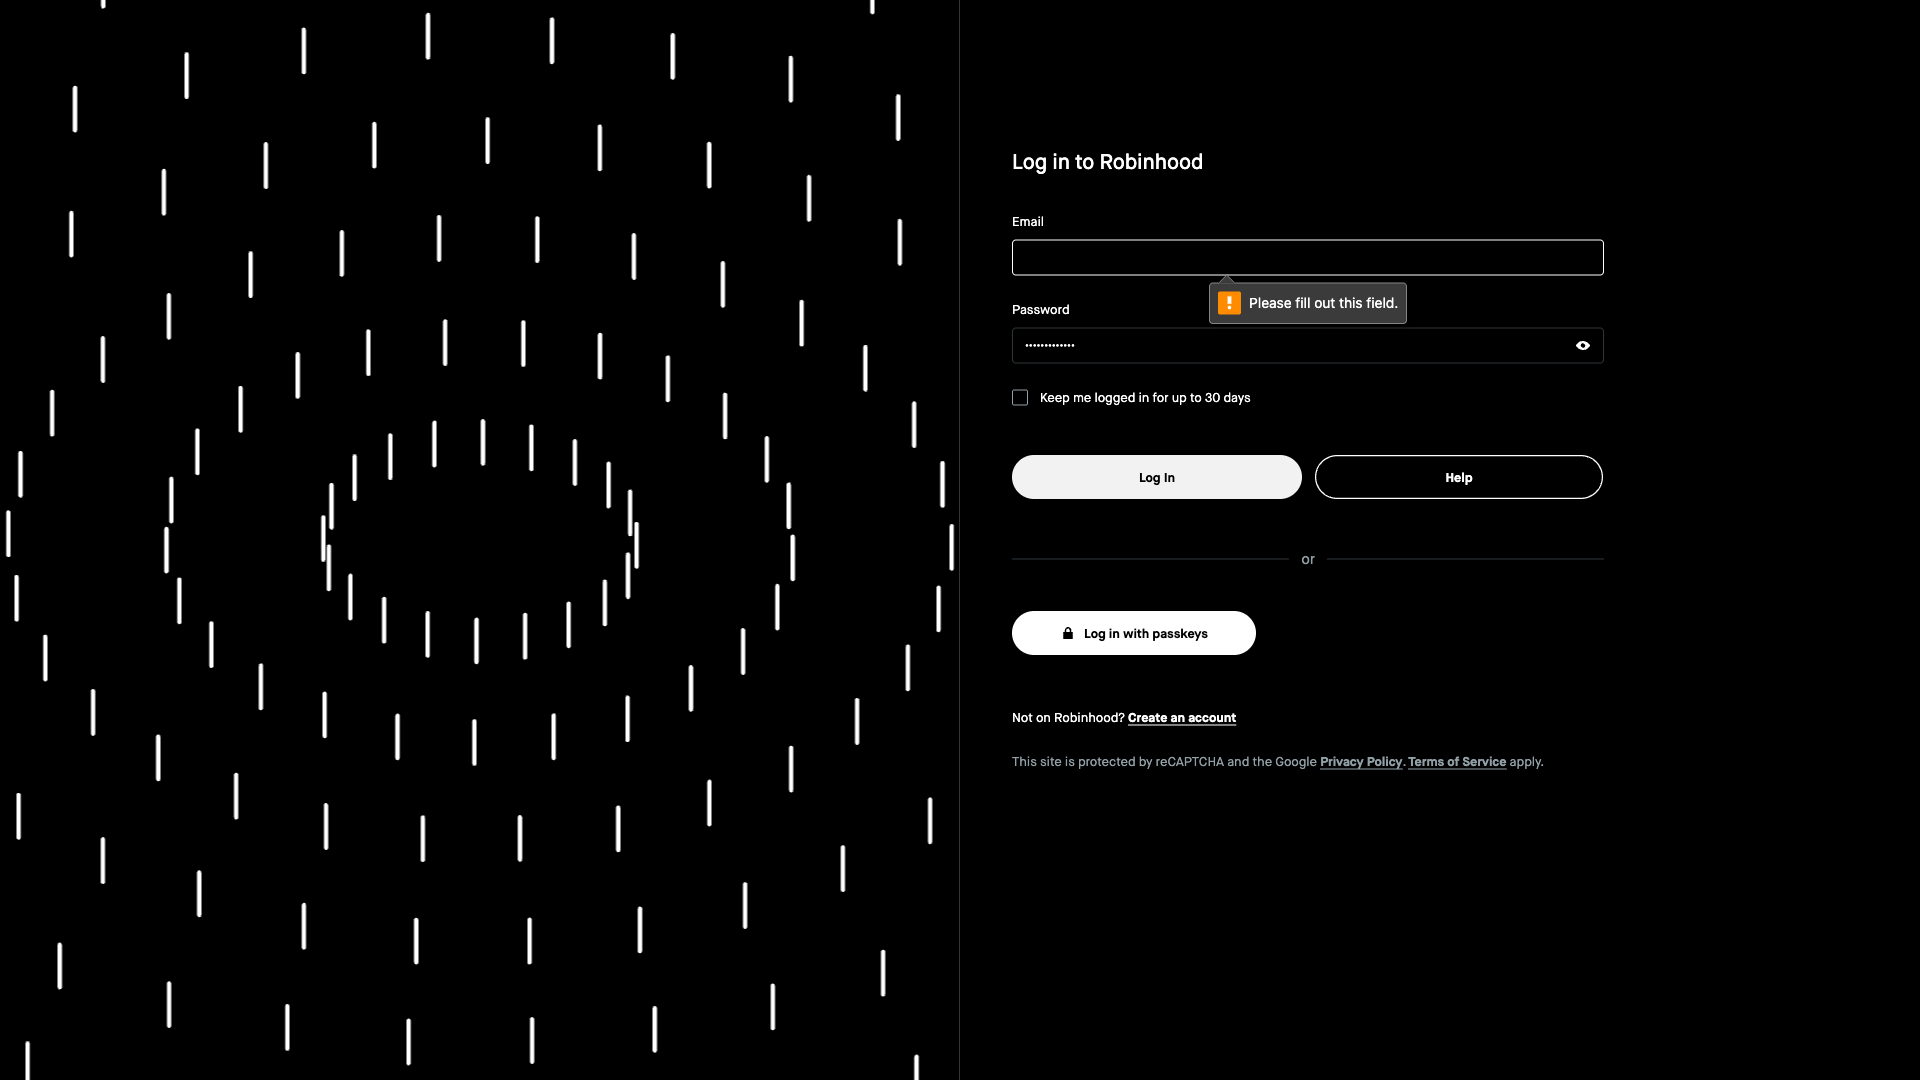 Log in to Robinhood
Email
Please fill out this field.
Password
•••••••••••••
Keep me logged in for up to 30 days
Log In
Help
or
Log in with passkeys
Not on Robinhood? Create an account
This site is protected by reCAPTCHA and the Google Privacy Policy. Terms of Service apply.